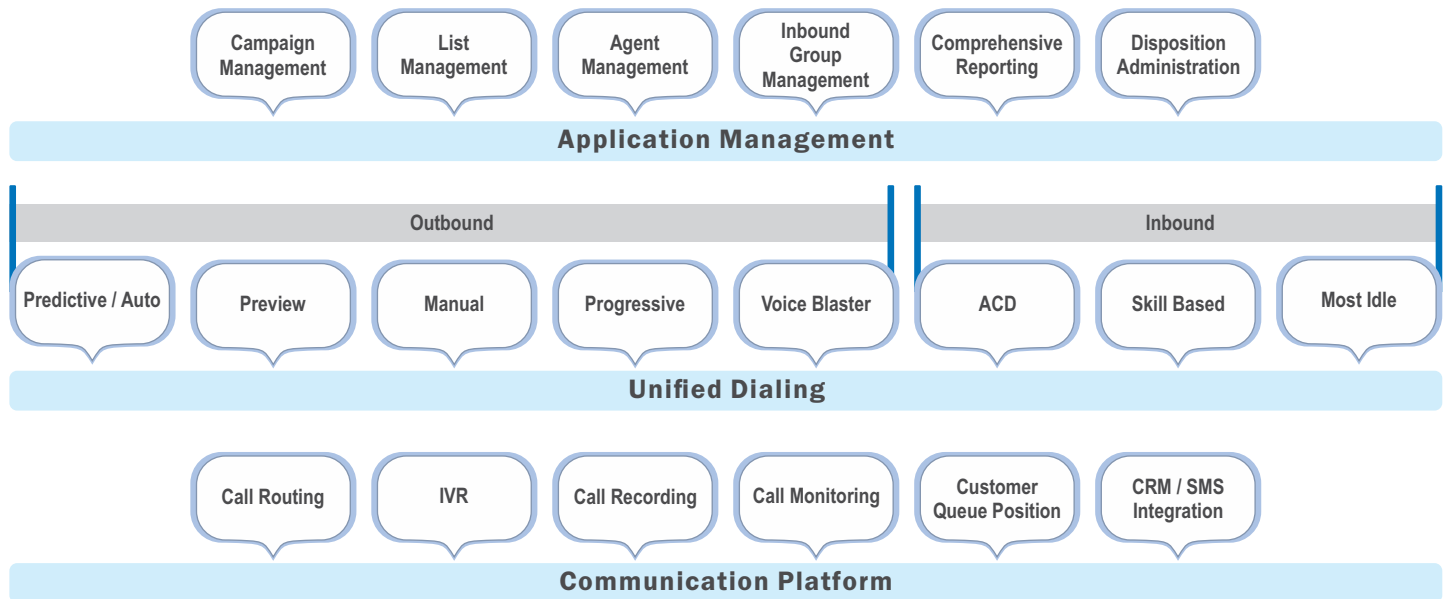 Campaign
Management
List
Management
Agent
Management
Inbound
Group
Management
Comprehensive
Reporting
Disposition
Administration
Application Management
Outbound
Inbound
Predictive / Auto
Preview
Manual
Progressive
Voice Blaster
ACD
Skill Based
Most Idle
Unified Dialing
Call Routing
IVR
Call Recording
Call Monitoring
Customer
Queue Position
CRM / SMS
Integration
Communication Platform